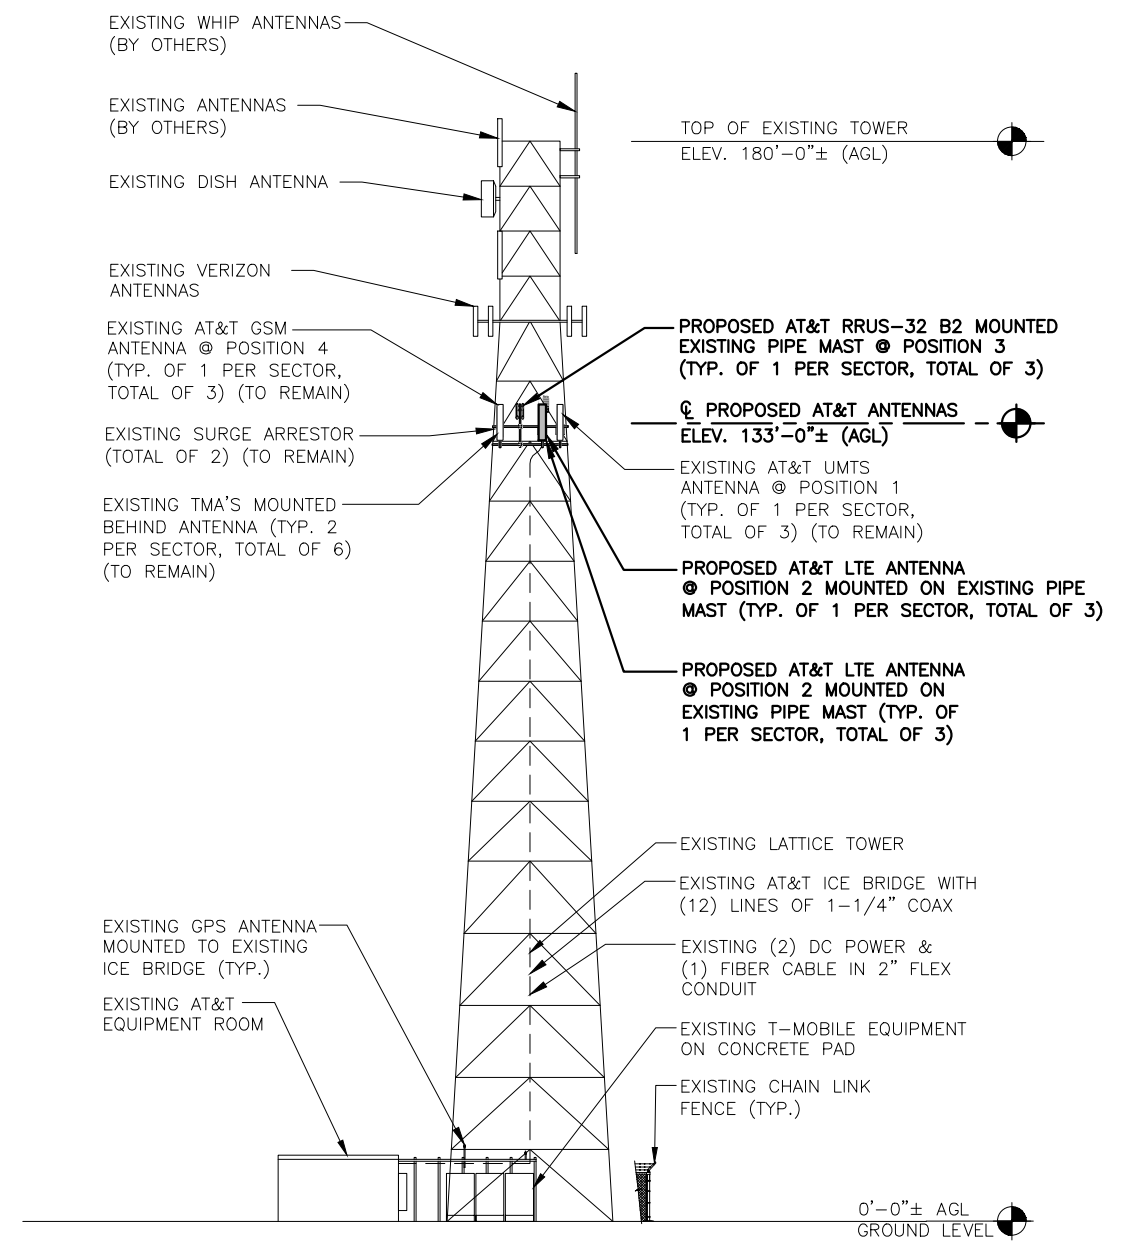 EXISTING WHIP ANTENNAS
(BY OTHERS)
EXISTING ANTENNAS
(BY OTHERS)
TOP OF EXISTING TOWER
ELEV. 180'-0"± (AGL)
EXISTING DISH ANTENNA
EXISTING VERIZON
ANTENNAS
EXISTING AT&T GSM
ANTENNA @ POSITION 4
(TYP. OF 1 PER SECTOR,
TOTAL OF 3) (TO REMAIN)
PROPOSED AT&T RRUS-32 B2 MOUNTED
EXISTING PIPE MAST @ POSITION 3
(TYP. OF 1 PER SECTOR, TOTAL OF 3)
℄ PROPOSED AT&T ANTENNAS
ELEV. 133'-0"± (AGL)
EXISTING SURGE ARRESTOR
(TOTAL OF 2) (TO REMAIN)
EXISTING AT&T UMTS
ANTENNA @ POSITION 1
(TYP. OF 1 PER SECTOR,
TOTAL OF 3) (TO REMAIN)
EXISTING TMA'S MOUNTED
BEHIND ANTENNA (TYP. 2
PER SECTOR, TOTAL OF 6)
(TO REMAIN)
PROPOSED AT&T LTE ANTENNA
@ POSITION 2 MOUNTED ON EXISTING PIPE
MAST (TYP. OF 1 PER SECTOR, TOTAL OF 3)
PROPOSED AT&T LTE ANTENNA
@ POSITION 2 MOUNTED ON
EXISTING PIPE MAST (TYP. OF
1 PER SECTOR, TOTAL OF 3)
EXISTING LATTICE TOWER
EXISTING AT&T ICE BRIDGE WITH
(12) LINES OF 1-1/4" COAX
EXISTING GPS ANTENNA
MOUNTED TO EXISTING
ICE BRIDGE (TYP.)
EXISTING (2) DC POWER &
(1) FIBER CABLE IN 2" FLEX
CONDUIT
EXISTING AT&T
EQUIPMENT ROOM
EXISTING T-MOBILE EQUIPMENT
ON CONCRETE PAD
EXISTING CHAIN LINK
FENCE (TYP.)
0'-0"± AGL
GROUND LEVEL